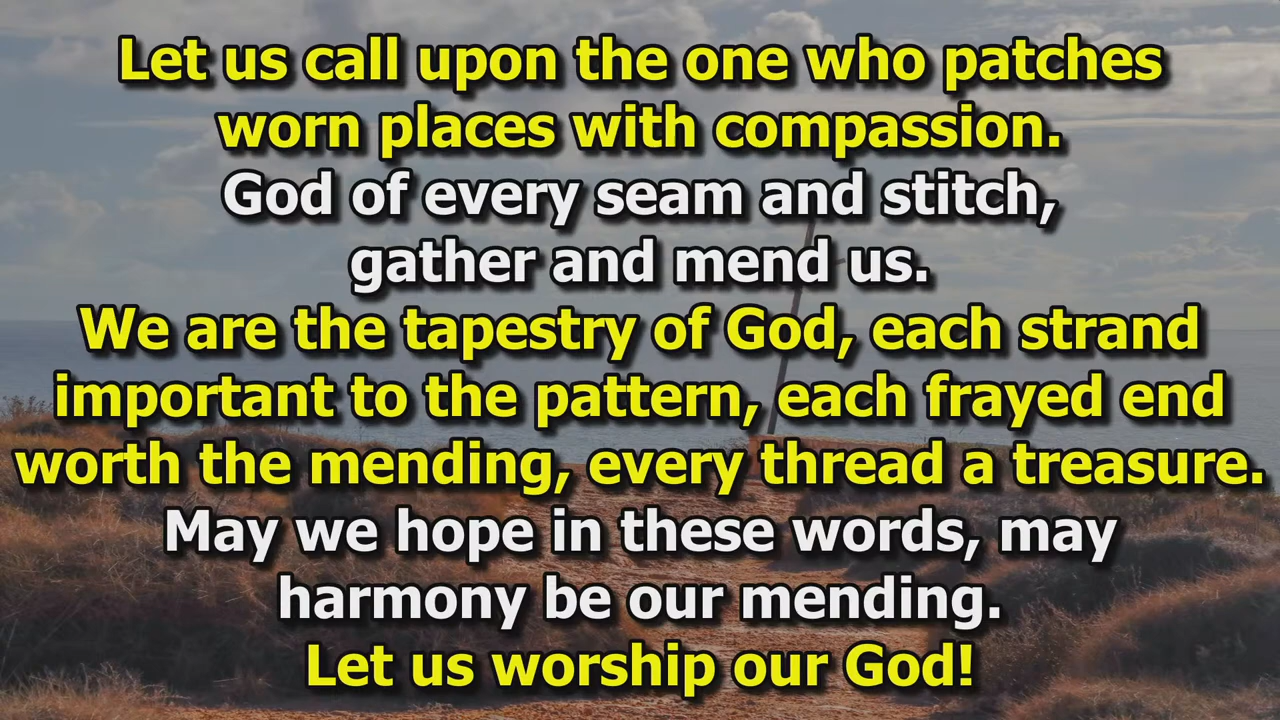 Let us call upon the one who patches
worn places with compassion.
God of every seam and stitch,
gather and mend us.
We are the tapestry of God, each strand
important to the pattern, each frayed end
worth the mending, every thread a treasure.
May we hope in these words, may
harmony be our mending.
Let us worship our God!